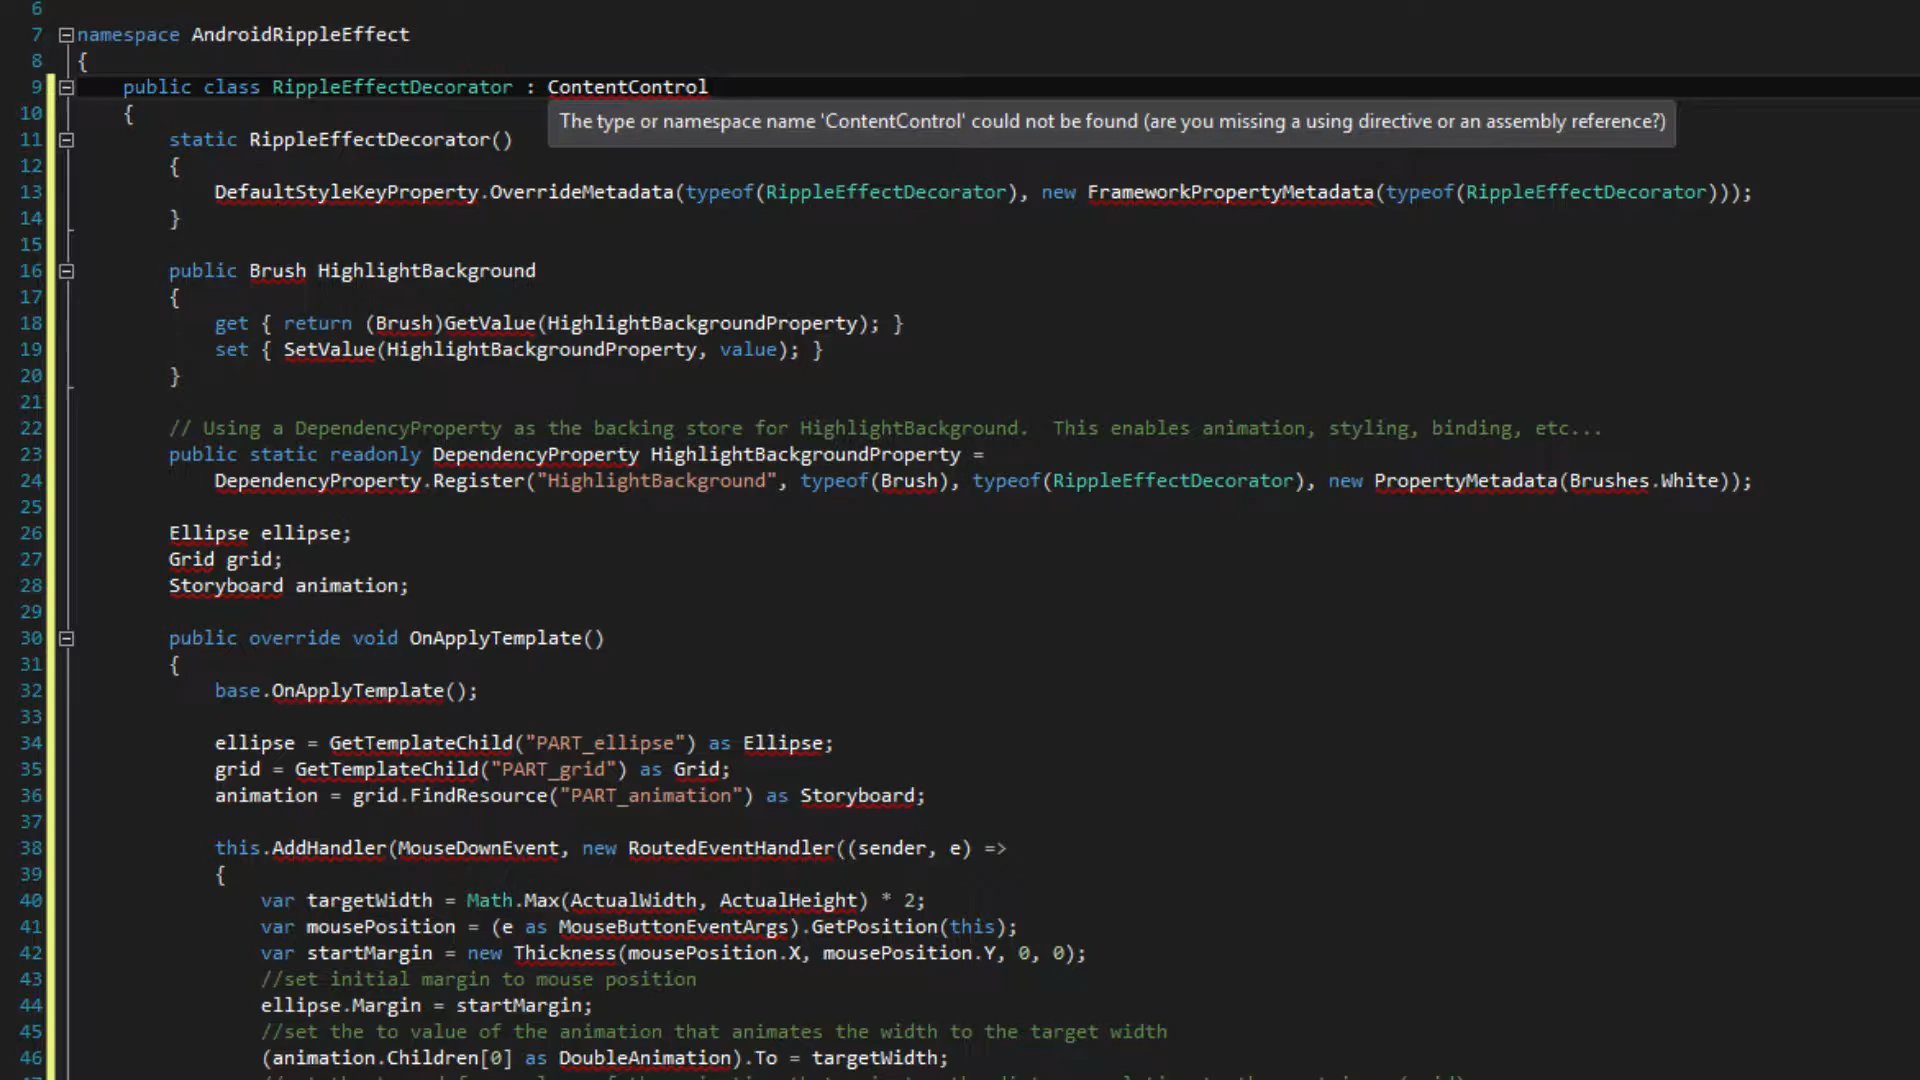 6
7 namespace AndroidRippleEffect
8 {
9 public class RippleEffectDecorator : ContentControl
10 {
The type or namespace name 'ContentControl' could not be found (are you missing a using directive or an assembly reference?)
11 static RippleEffectDecorator()
12 {
13 DefaultStyleKeyProperty.OverrideMetadata(typeof(RippleEffectDecorator), new FrameworkPropertyMetadata(typeof(RippleEffectDecorator)));
14 }
15
16 public Brush HighlightBackground
17 {
18 get { return (Brush)GetValue(HighlightBackgroundProperty); }
19 set { SetValue(HighlightBackgroundProperty, value); }
20 }
21
22 // Using a DependencyProperty as the backing store for HighlightBackground.  This enables animation, styling, binding, etc...
23 public static readonly DependencyProperty HighlightBackgroundProperty =
24 DependencyProperty.Register("HighlightBackground", typeof(Brush), typeof(RippleEffectDecorator), new PropertyMetadata(Brushes.White));
25
26 Ellipse ellipse;
27 Grid grid;
28 Storyboard animation;
29
30 public override void OnApplyTemplate()
31 {
32 base.OnApplyTemplate();
33
34 ellipse = GetTemplateChild("PART_ellipse") as Ellipse;
35 grid = GetTemplateChild("PART_grid") as Grid;
36 animation = grid.FindResource("PART_animation") as Storyboard;
37
38 this.AddHandler(MouseDownEvent, new RoutedEventHandler((sender, e) =>
39 {
40 var targetWidth = Math.Max(ActualWidth, ActualHeight) * 2;
41 var mousePosition = (e as MouseButtonEventArgs).GetPosition(this);
42 var startMargin = new Thickness(mousePosition.X, mousePosition.Y, 0, 0);
43 //set initial margin to mouse position
44 ellipse.Margin = startMargin;
45 //set the to value of the animation that animates the width to the target width
46 (animation.Children[0] as DoubleAnimation).To = targetWidth;